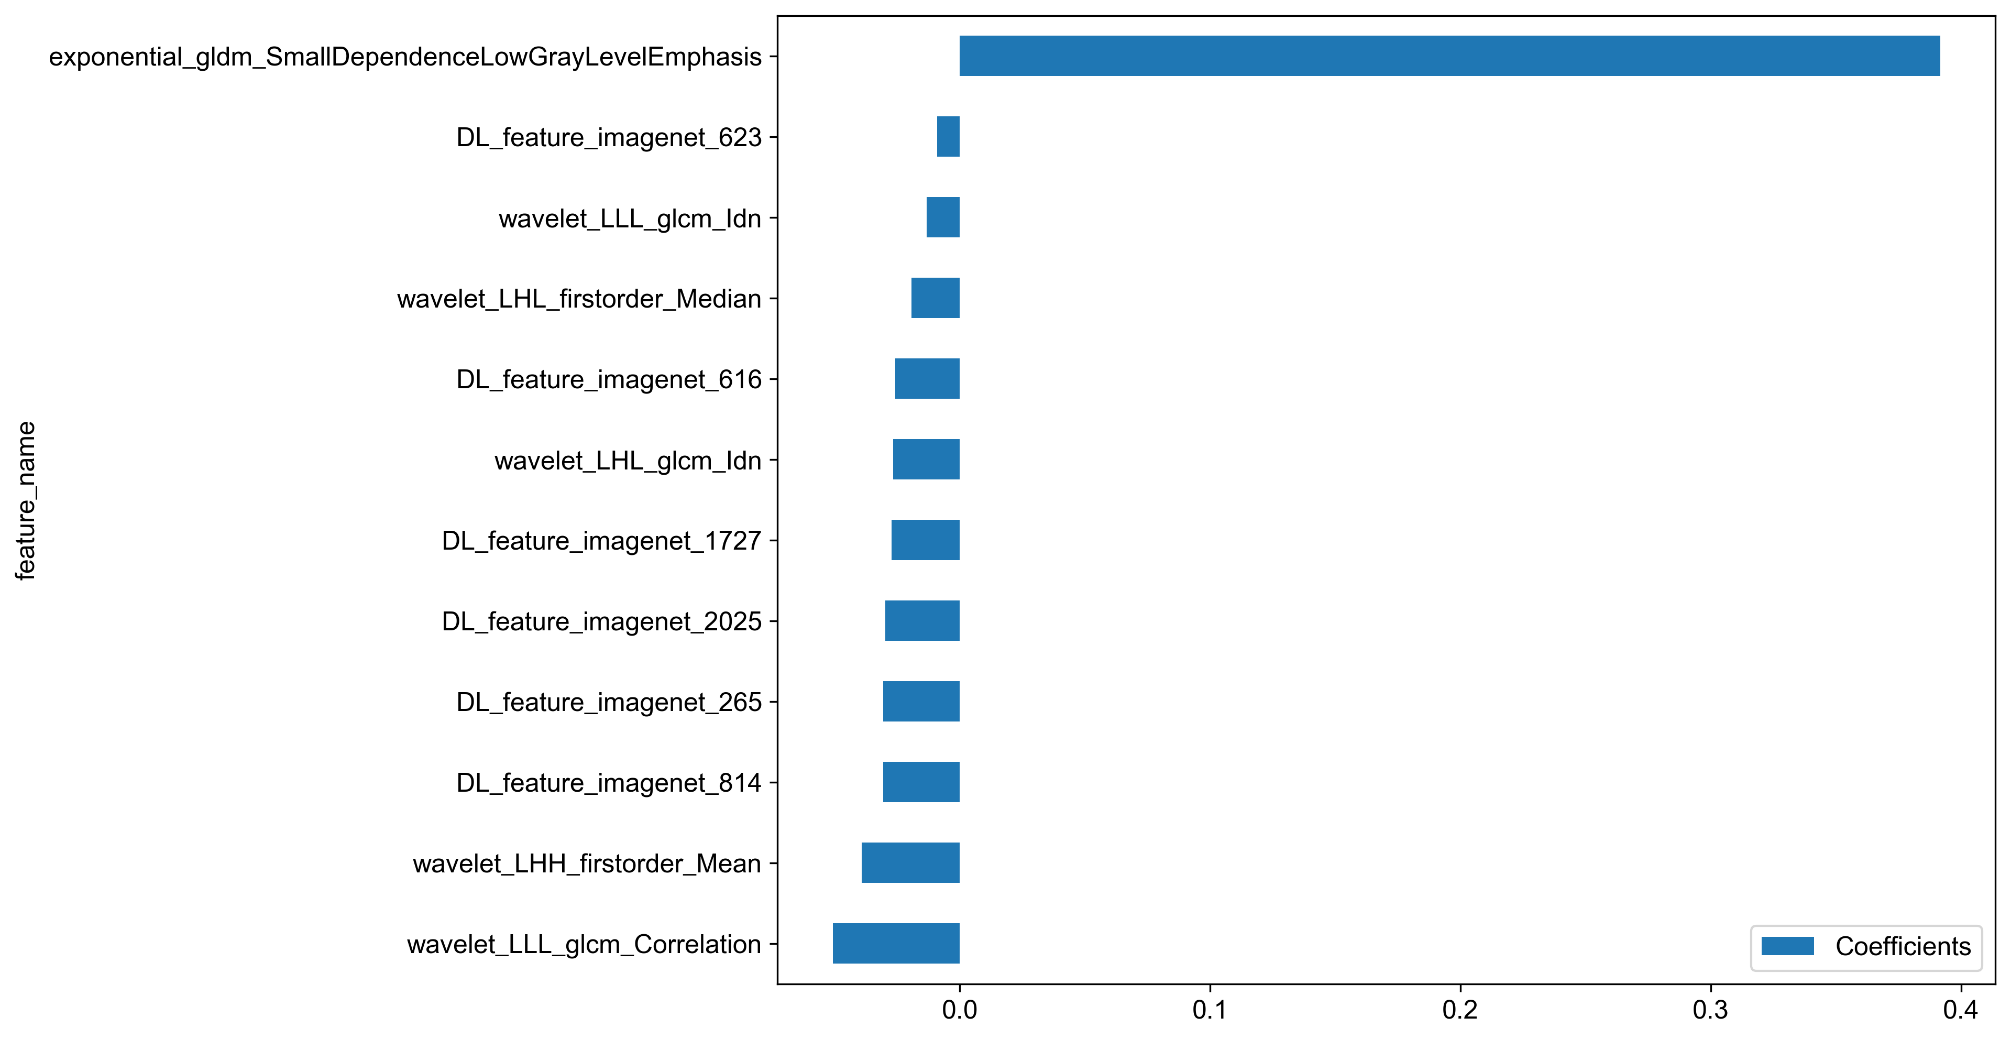 exponential_gldm_SmallDependenceLowGrayLevelEmphasis
DL_feature_imagenet_623
wavelet_LLL_glcm_Idn
wavelet_LHL_firstorder_Median
DL_feature_imagenet_616
wavelet_LHL_glcm_Idn
DL_feature_imagenet_1727
DL_feature_imagenet_2025
DL_feature_imagenet_265
DL_feature_imagenet_814
wavelet_LHH_firstorder_Mean
wavelet_LLL_glcm_Correlation
feature_name
Coefficients
0.0 0.1 0.2 0.3 0.4